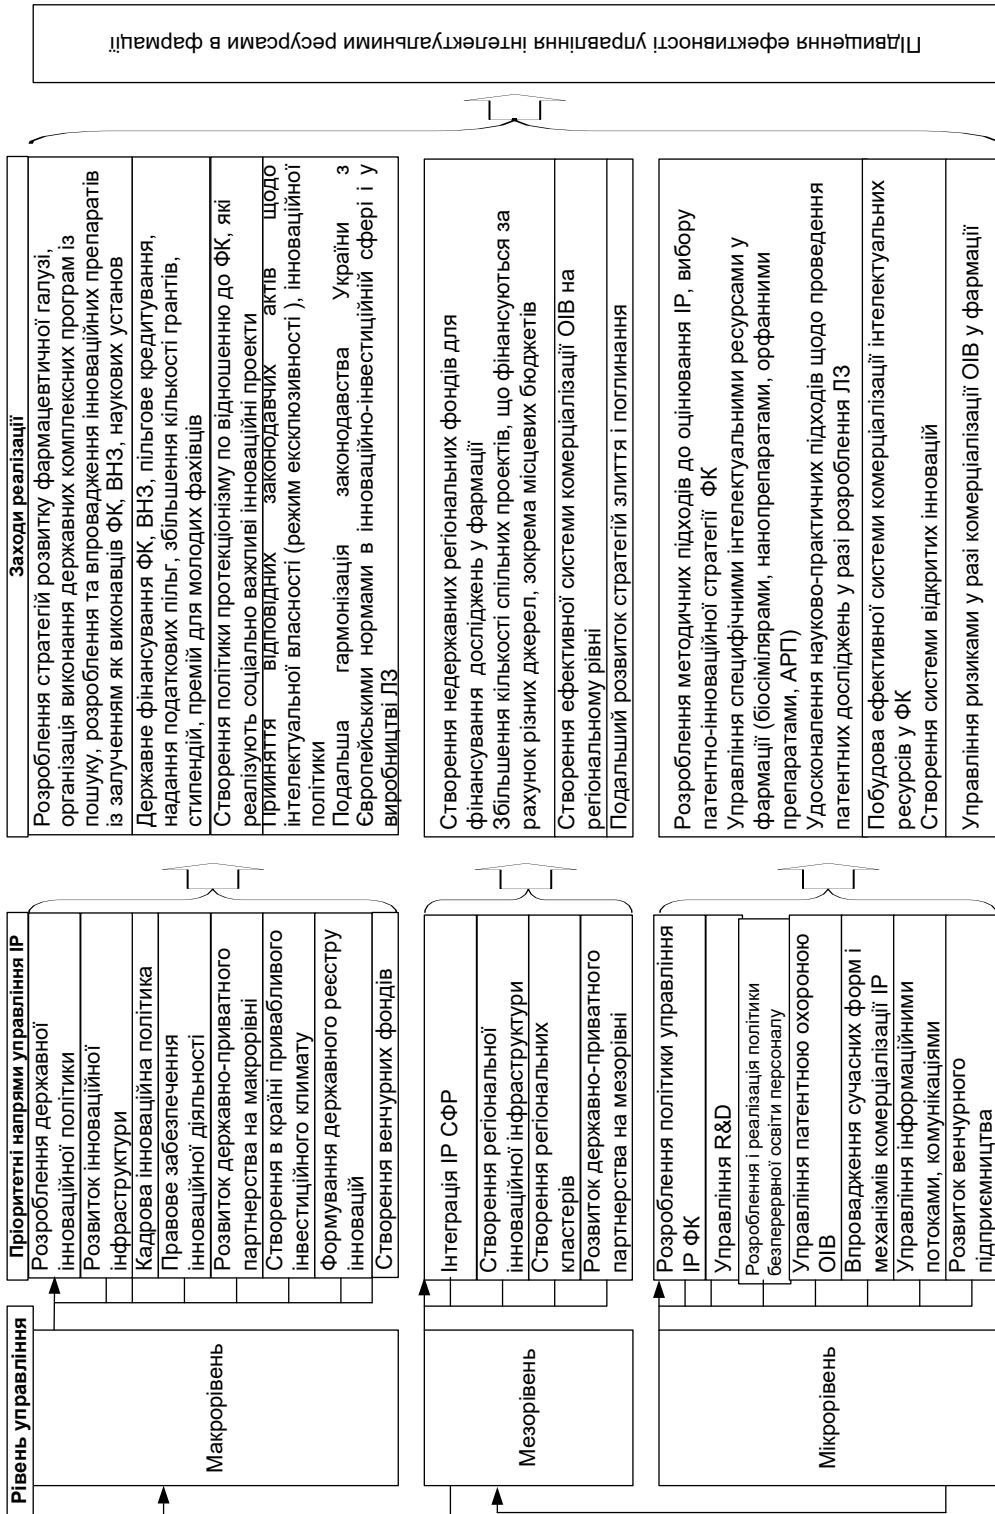 Рівень управління
Пріоритетні напрями управління ІР
Заходи реалізації
Макрорівень
Розроблення державної
інноваційної політики
Розвиток інноваційної
інфраструктури
Кадрова інноваційна політика
Правове забезпечення
інноваційної діяльності
Розвиток державно-приватного
партнерства на макрорівні
Створення в країні привабливого
інвестиційного климату
Формування державного реєстру
інновацій
Створення венчурних фондів
Розроблення стратегій розвитку фармацевтичної галузі,
організація виконання державних комплексних програм із
пошуку, розроблення та впровадження інноваційних препаратів
із залученням як виконавців ФК, ВНЗ, наукових установ
Державне фінансування ФК, ВНЗ, пільгове кредитування,
надання податкових пільг, збільшення кількості грантів,
стипендій, премій для молодих фахівців
Створення політики протекціонізму по відношенню до ФК, які
реалізують соціально важливі інноваційні проекти
Прийняття відповідних законодавчих актів щодо
інтелектуальної власності (режим ексклюзивності ), інноваційної
політики
Подальша гармонізація законодавства України з
Європейськими нормами в інноваційно-інвестиційній сфері і у
виробництві ЛЗ
Мезорівень
Інтеграція ІР СФР
Створення регіональної
інноваційної інфраструктури
Створення регіональних
кластерів
Розвиток державно-приватного
партнерства на мезорівні
Створення недержавних регіональних фондів для
фінансування досліджень у фармації
Збільшення кількості спільних проектів, що фінансуються за
рахунок різних джерел, зокрема місцевих бюджетів
Створення ефективної системи комерціалізації ОІВ на
регіональному рівні
Подальший розвиток стратегій злиття і поглинання
Мікрорівень
Розроблення політики управління
ІР ФК
Управління R&D
Розроблення і реалізація політики
безперервної освіти персоналу
Управління патентною охороною
ОІВ
Впровадження сучасних форм і
механізмів комерціалізації ІР
Управління інформаційними
потоками, комунікаціями
Розвиток венчурного
підприємництва
Розроблення методичних підходів до оцінювання ІР, вибору
патентно-інноваційної стратегії ФК
Управління специфічними інтелектуальними ресурсами у
фармації (біосімілярами, нанопрепаратами, орфанними
препаратами, АРП)
Удосконалення науково-практичних підходів щодо проведення
патентних досліджень у разі розроблення ЛЗ
Побудова ефективної системи комерціалізації інтелектуальних
ресурсів у ФК
Створення системи відкритих інновацій
Управління ризиками у разі комерціалізації ОІВ у фармації
Підвищення ефективності управління інтелектуальними ресурсами в фармації